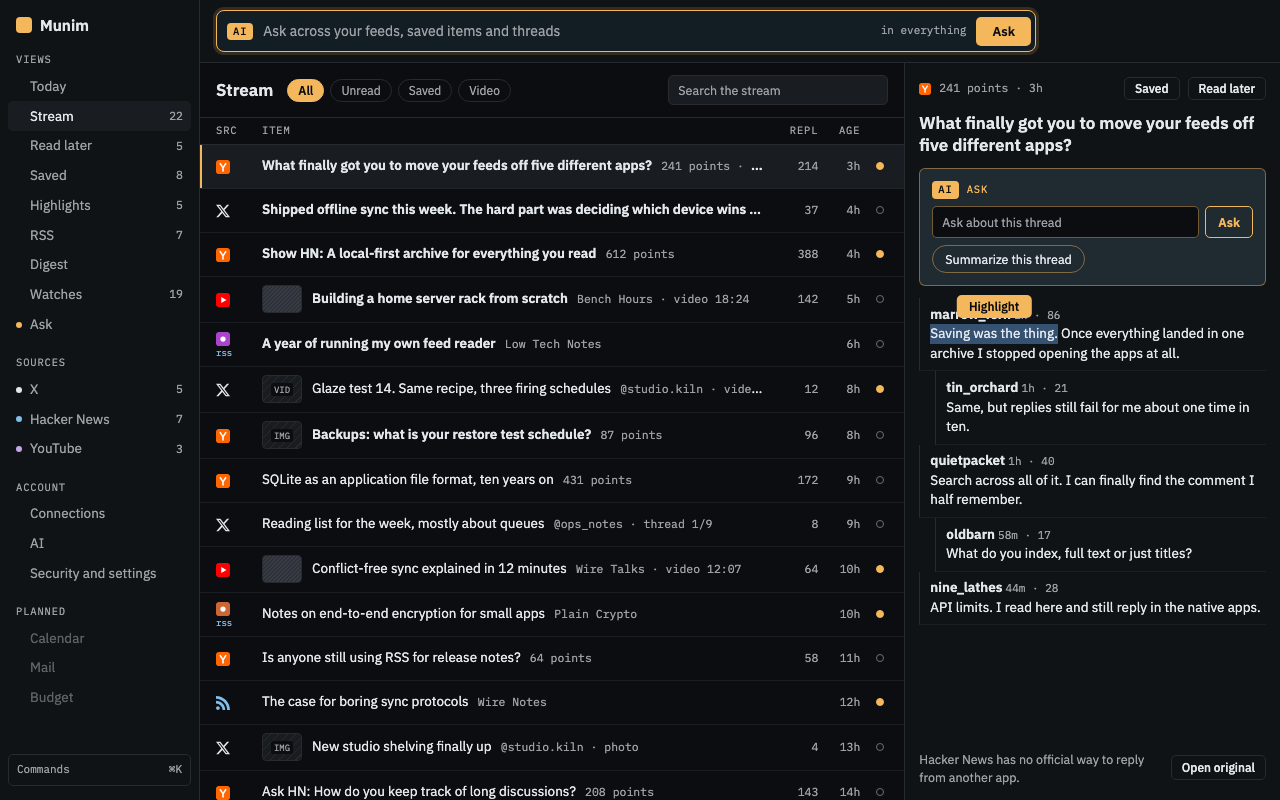 Munim
VIEWS
Today
Stream 22
Read later 5
Saved 8
Highlights 5
RSS 7
Digest
Watches 19
Ask
SOURCES
X 5
Hacker News 7
YouTube 3
ACCOUNT
Connections
AI
Security and settings
PLANNED
Calendar
Mail
Budget
Commands ⌘K
AI Ask across your feeds, saved items and threads in everything Ask
Stream All Unread Saved Video Search the stream
SRC ITEM REPL AGE
Y What finally got you to move your feeds off five different apps? 241 points · ... 214 3h
X Shipped offline sync this week. The hard part was deciding which device wins ... 37 4h
Y Show HN: A local-first archive for everything you read 612 points 388 4h
Building a home server rack from scratch Bench Hours · video 18:24 142 5h
rss A year of running my own feed reader Low Tech Notes 6h
X VID Glaze test 14. Same recipe, three firing schedules @studio.kiln · vide... 12 8h
Y IMG Backups: what is your restore test schedule? 87 points 96 8h
Y SQLite as an application file format, ten years on 431 points 172 9h
X Reading list for the week, mostly about queues @ops_notes · thread 1/9 8 9h
Conflict-free sync explained in 12 minutes Wire Talks · video 12:07 64 10h
rss Notes on end-to-end encryption for small apps Plain Crypto 10h
Y Is anyone still using RSS for release notes? 64 points 58 11h
The case for boring sync protocols Wire Notes 12h
X IMG New studio shelving finally up @studio.kiln · photo 4 13h
Y Ask HN: How do you keep track of long discussions? 208 points 143 14h
Y 241 points · 3h Saved Read later
What finally got you to move your feeds off
five different apps?
AI ASK
Ask about this thread Ask
Summarize this thread
Highlight
· 86
Saving was the thing. Once everything landed in one
archive I stopped opening the apps at all.
tin_orchard 1h · 21
Same, but replies still fail for me about one time in
ten.
quietpacket 1h · 40
Search across all of it. I can finally find the comment I
half remember.
oldbarn 58m · 17
What do you index, full text or just titles?
nine_lathes 44m · 28
API limits. I read here and still reply in the native apps.
Hacker News has no official way to reply
from another app.
Open original